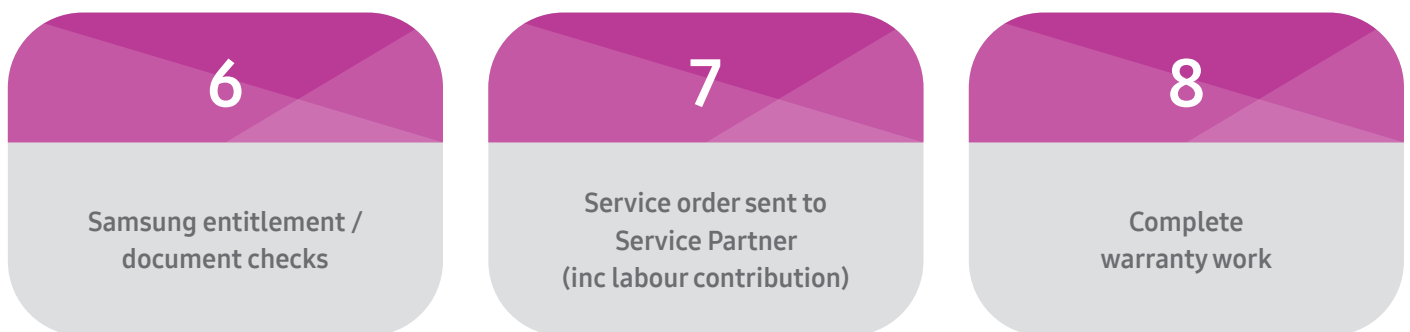 6
Samsung entitlement /
document checks
7
Service order sent to
Service Partner
(inc labour contribution)
8
Complete
warranty work